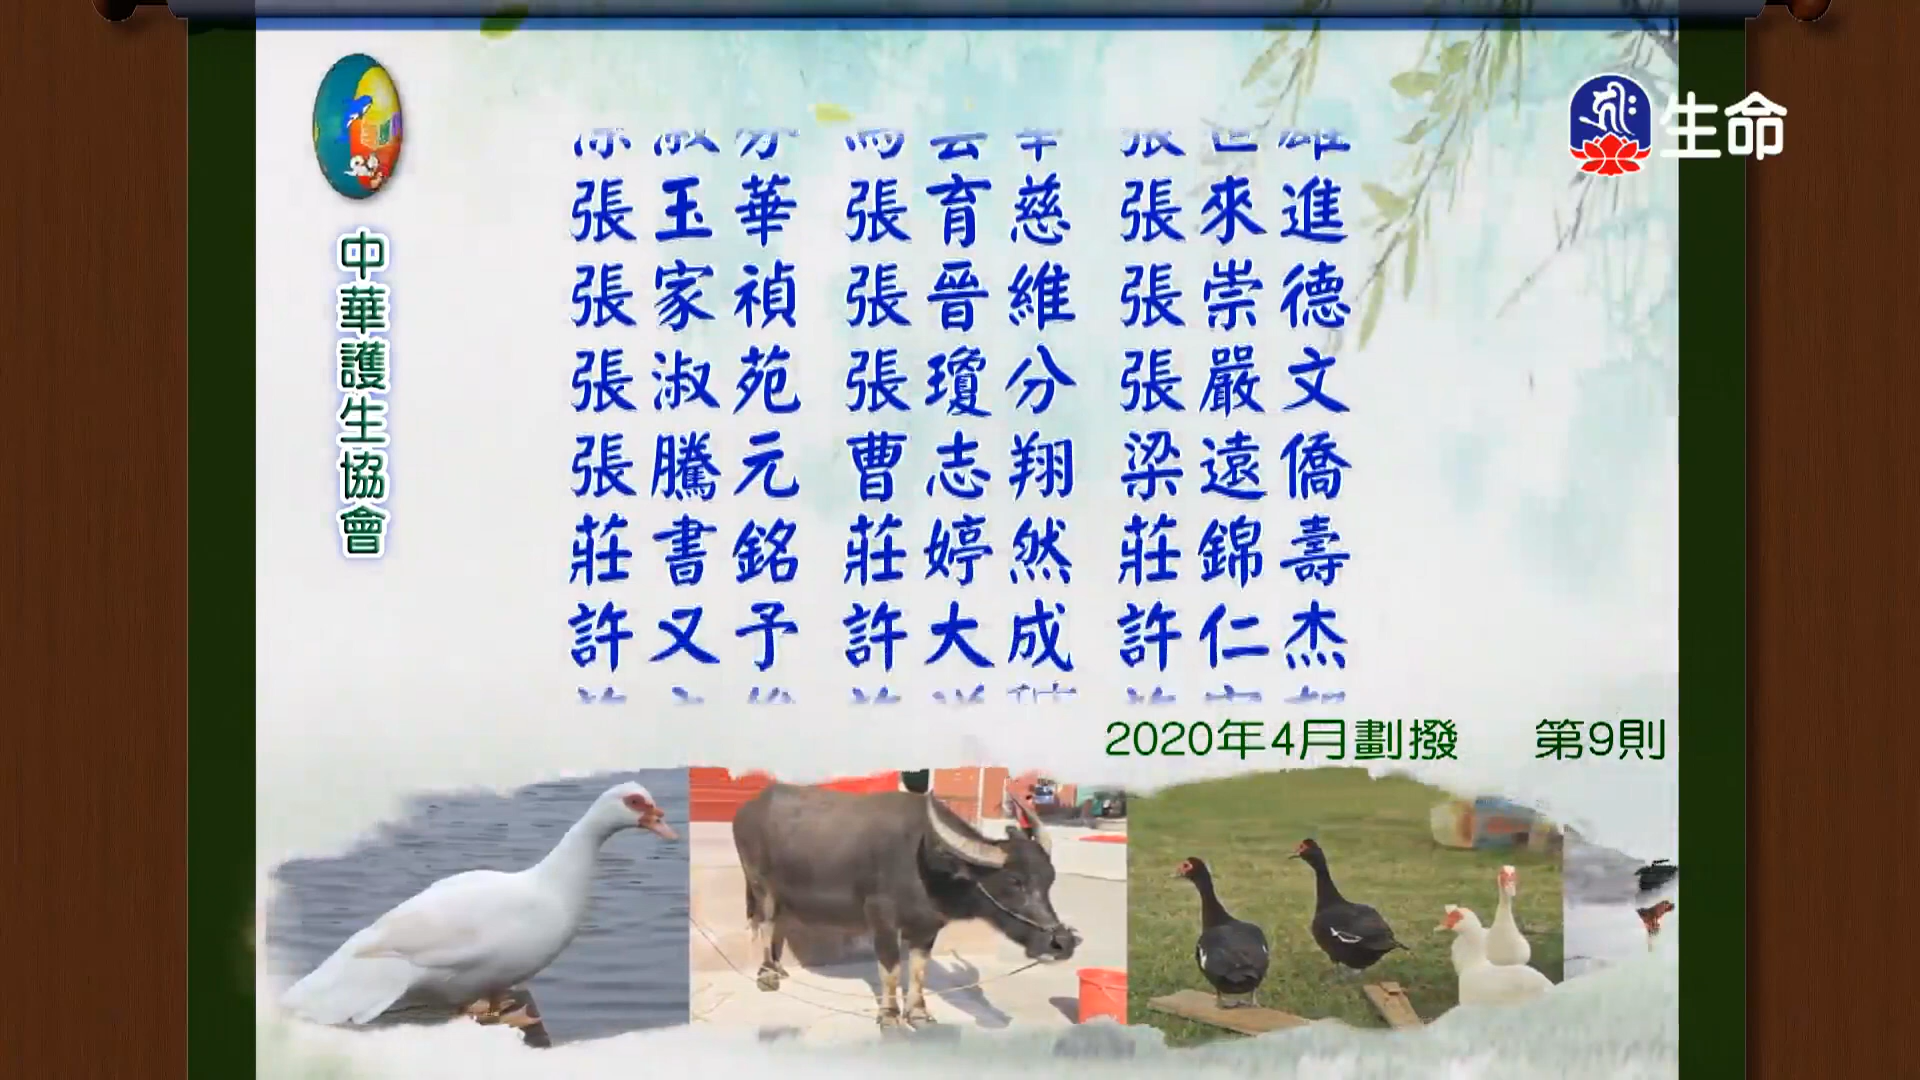 生命
中華護生協會
張玉華 張育慈 張來進
張家禎 張晉維 張崇德
張淑苑 張瓊分 張嚴文
張騰元 曹志翔 梁遠僑
莊書銘 莊婷然 莊錦壽
許又予 許大成 許仁杰
2020年4月劃撥 第9則